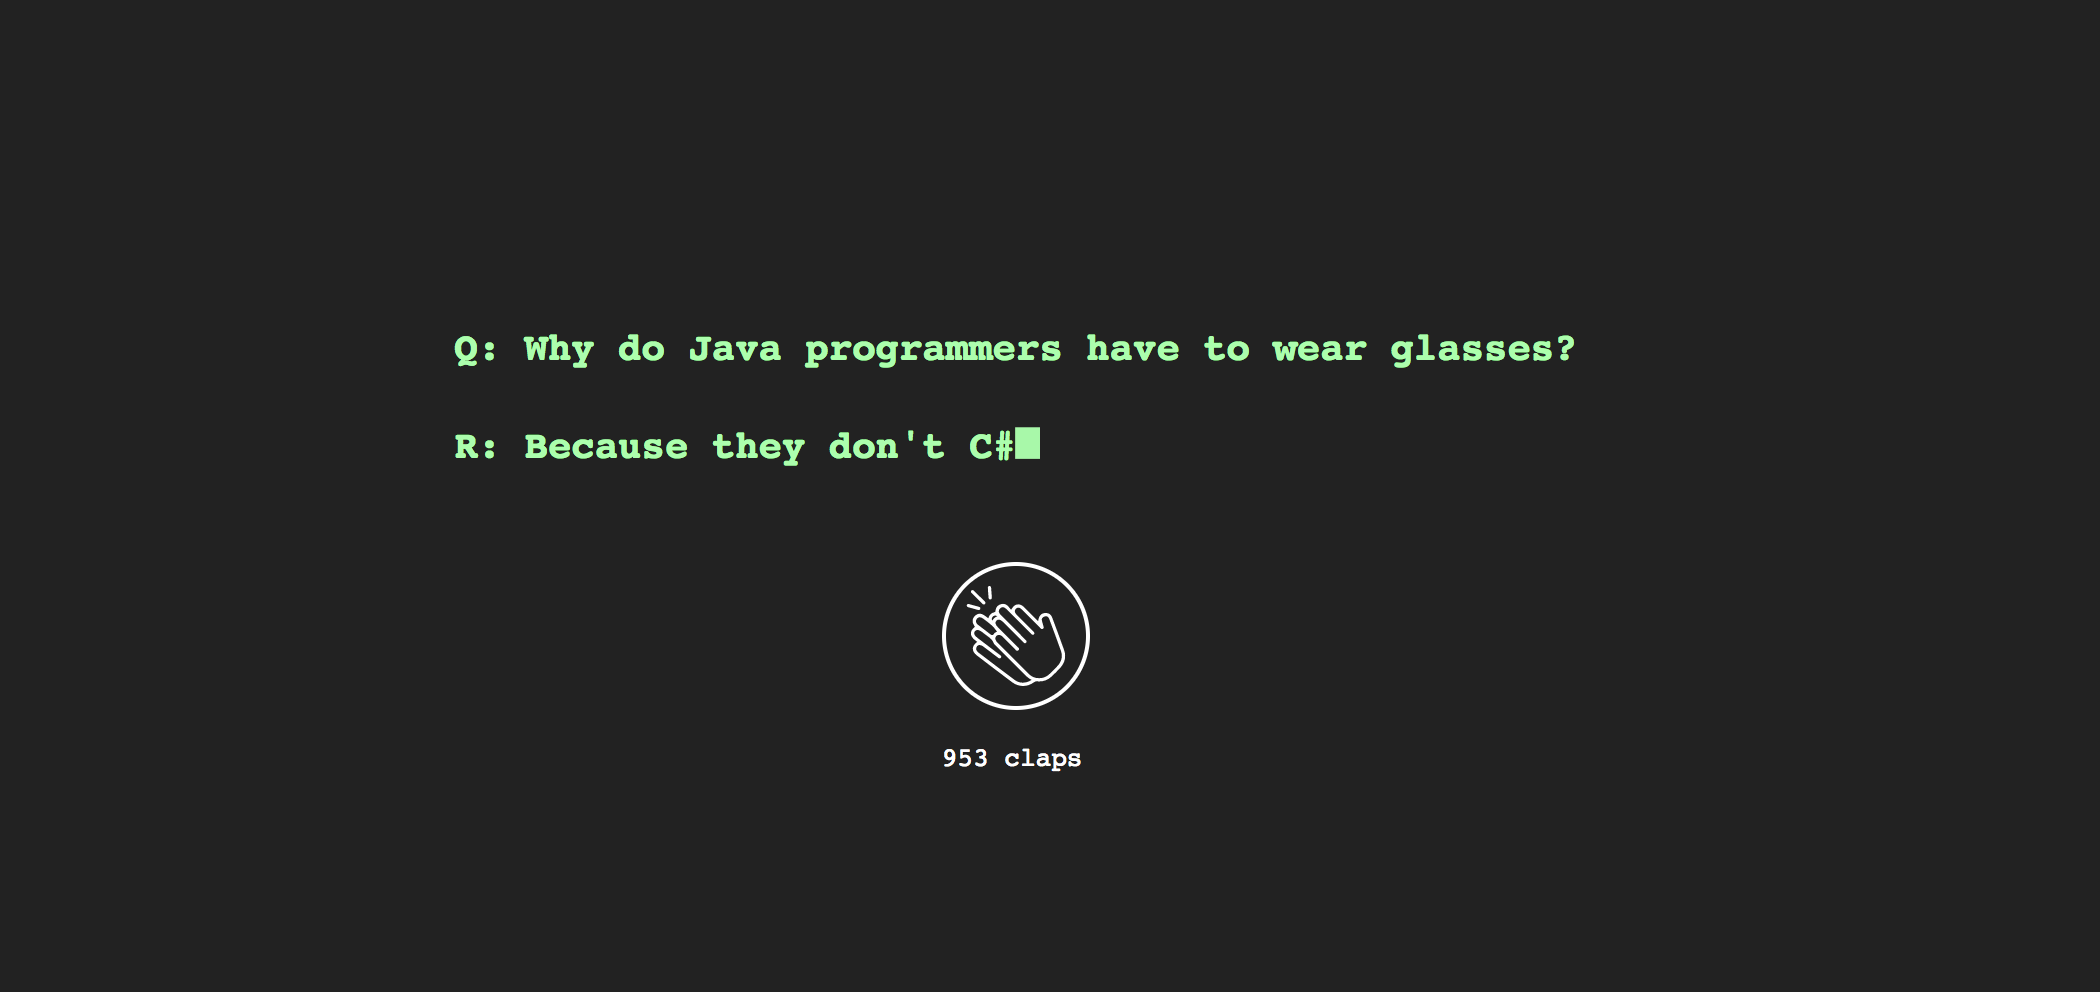 Q: Why do Java programmers have to wear glasses?
R: Because they don't C#
953 claps